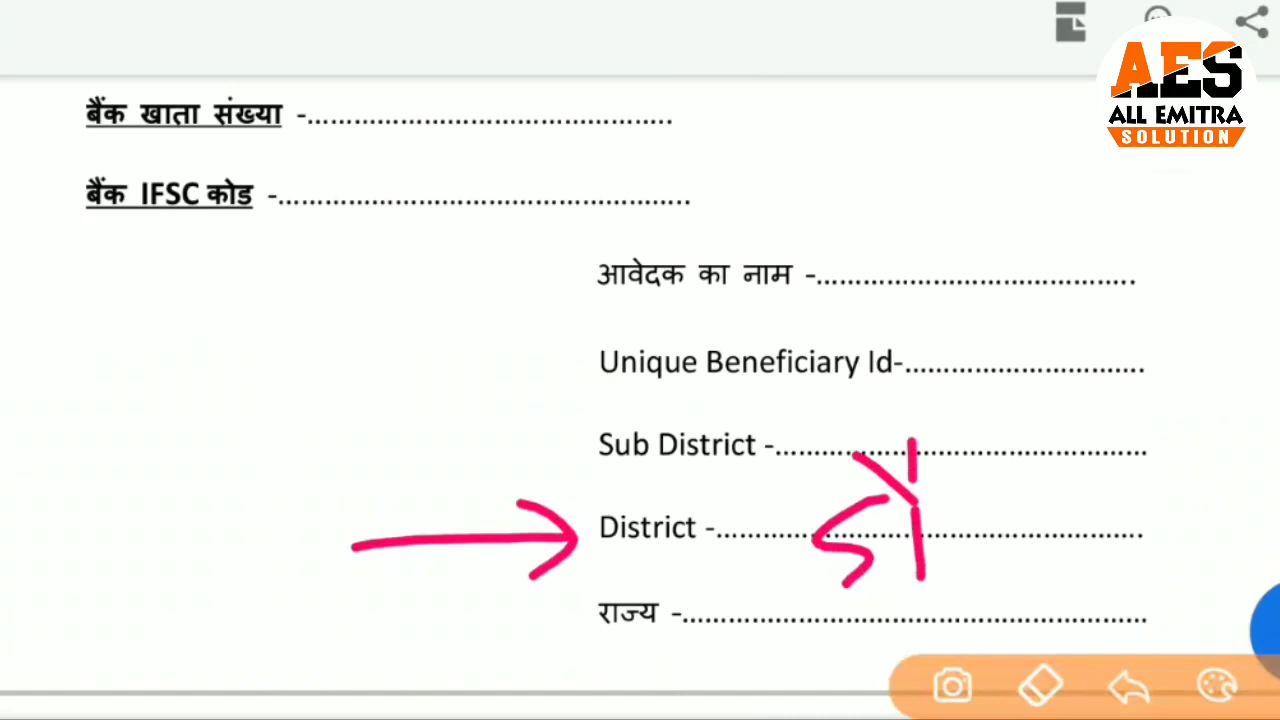 AES
ALL EMITRA
SOLUTION
बैंक खाता संख्या -...............................................
बैंक IFSC कोड -.....................................................
आवेदक का नाम -.........................................
Unique Beneficiary Id-...............................
Sub District -................................................
District -.......................................................
राज्य -............................................................